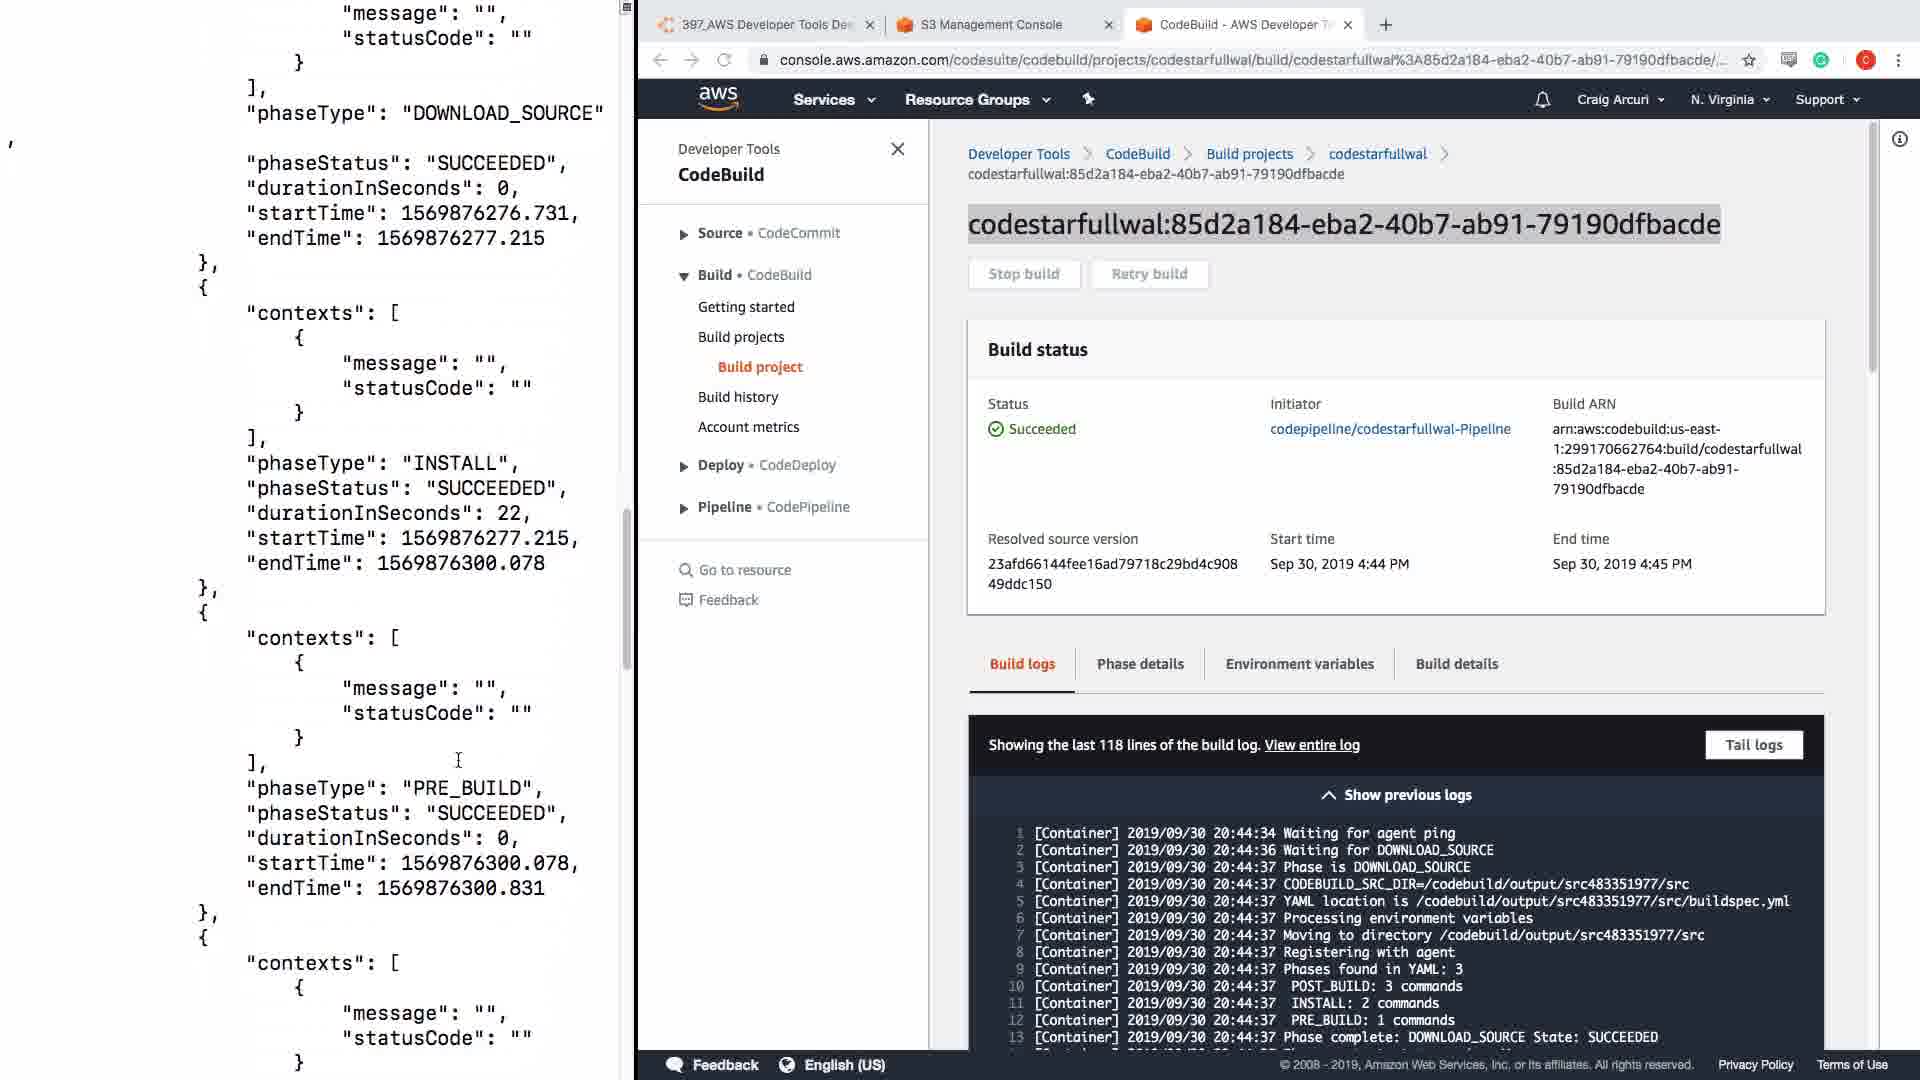 "message": "",
"statusCode": ""
}
],
"phaseType": "DOWNLOAD_SOURCE"
,
"phaseStatus": "SUCCEEDED",
"durationInSeconds": 0,
"startTime": 1569876276.731,
"endTime": 1569876277.215
},
{
"contexts": [
{
"message": "",
"statusCode": ""
}
],
"phaseType": "INSTALL",
"phaseStatus": "SUCCEEDED",
"durationInSeconds": 22,
"startTime": 1569876277.215,
"endTime": 1569876300.078
},
{
"contexts": [
{
"message": "",
"statusCode": ""
}
],
"phaseType": "PRE_BUILD",
"phaseStatus": "SUCCEEDED",
"durationInSeconds": 0,
"startTime": 1569876300.078,
"endTime": 1569876300.831
},
{
"contexts": [
{
"message": "",
"statusCode": ""
}
397_AWS Developer Tools
S3 Management Console
CodeBuild - AWS Developer
console.aws.amazon.com/codesuite/codebuild/projects/codestarfullwal/build/codestarfullwal%3A85d2a184-eba2-40b7-ab91-79190dfbacde/...
aws
Services
Resource Groups
Craig Arcuri
N. Virginia
Support
Developer Tools
CodeBuild
Source • CodeCommit
Build • CodeBuild
Getting started
Build projects
Build project
Build history
Account metrics
Deploy • CodeDeploy
Pipeline • CodePipeline
Go to resource
Feedback
Developer Tools > CodeBuild > Build projects > codestarfullwal >
codestarfullwal:85d2a184-eba2-40b7-ab91-79190dfbacde
codestarfullwal:85d2a184-eba2-40b7-ab91-79190dfbacde
Stop build
Retry build
Build status
Status
Succeeded
Initiator
codepipeline/codestarfullwal-Pipeline
Build ARN
arn:aws:codebuild:us-east-
1:299170662764:build/codestarfullwal
:85d2a184-eba2-40b7-ab91-
79190dfbacde
Resolved source version
23afd66144fee16ad79718c29bd4c908
49ddc150
Start time
Sep 30, 2019 4:44 PM
End time
Sep 30, 2019 4:45 PM
Build logs
Phase details
Environment variables
Build details
Showing the last 118 lines of the build log. View entire log
Tail logs
Show previous logs
1 [Container] 2019/09/30 20:44:34 Waiting for agent ping
2 [Container] 2019/09/30 20:44:36 Waiting for DOWNLOAD_SOURCE
3 [Container] 2019/09/30 20:44:37 Phase is DOWNLOAD_SOURCE
4 [Container] 2019/09/30 20:44:37 CODEBUILD_SRC_DIR=/codebuild/output/src483351977/src
5 [Container] 2019/09/30 20:44:37 YAML location is /codebuild/output/src483351977/src/buildspec.yml
6 [Container] 2019/09/30 20:44:37 Processing environment variables
7 [Container] 2019/09/30 20:44:37 Moving to directory /codebuild/output/src483351977/src
8 [Container] 2019/09/30 20:44:37 Registering with agent
9 [Container] 2019/09/30 20:44:37 Phases found in YAML: 3
10 [Container] 2019/09/30 20:44:37 POST_BUILD: 3 commands
11 [Container] 2019/09/30 20:44:37 INSTALL: 2 commands
12 [Container] 2019/09/30 20:44:37 PRE_BUILD: 1 commands
13 [Container] 2019/09/30 20:44:37 Phase complete: DOWNLOAD_SOURCE State: SUCCEEDED
Feedback
English (US)
© 2008 - 2019, Amazon Web Services, Inc. or its affiliates. All rights reserved.
Privacy Policy
Terms of Use